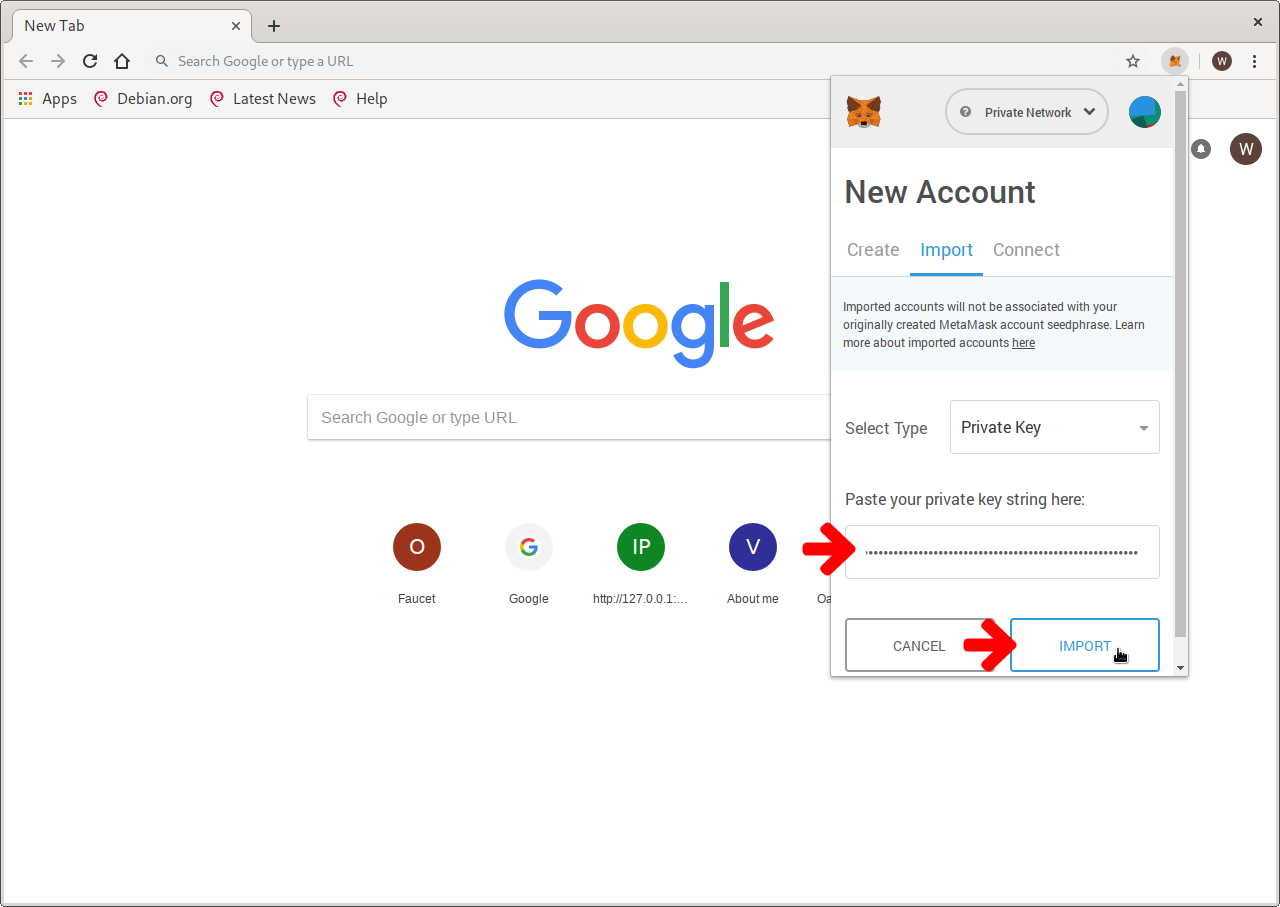 New Tab
Search Google or type a URL
W
Apps
Debian.org
Latest News
Help
Private Network
W
New Account
Create
Import
Connect
Imported accounts will not be associated with your
originally created MetaMask account seedphrase. Learn
more about imported accounts here
Google
Search Google or type URL
Select Type
Private Key
Paste your private key string here:
O
G
IP
V
Faucet
Google
http://127.0.0.1:...
About me
Oa
CANCEL
IMPORT